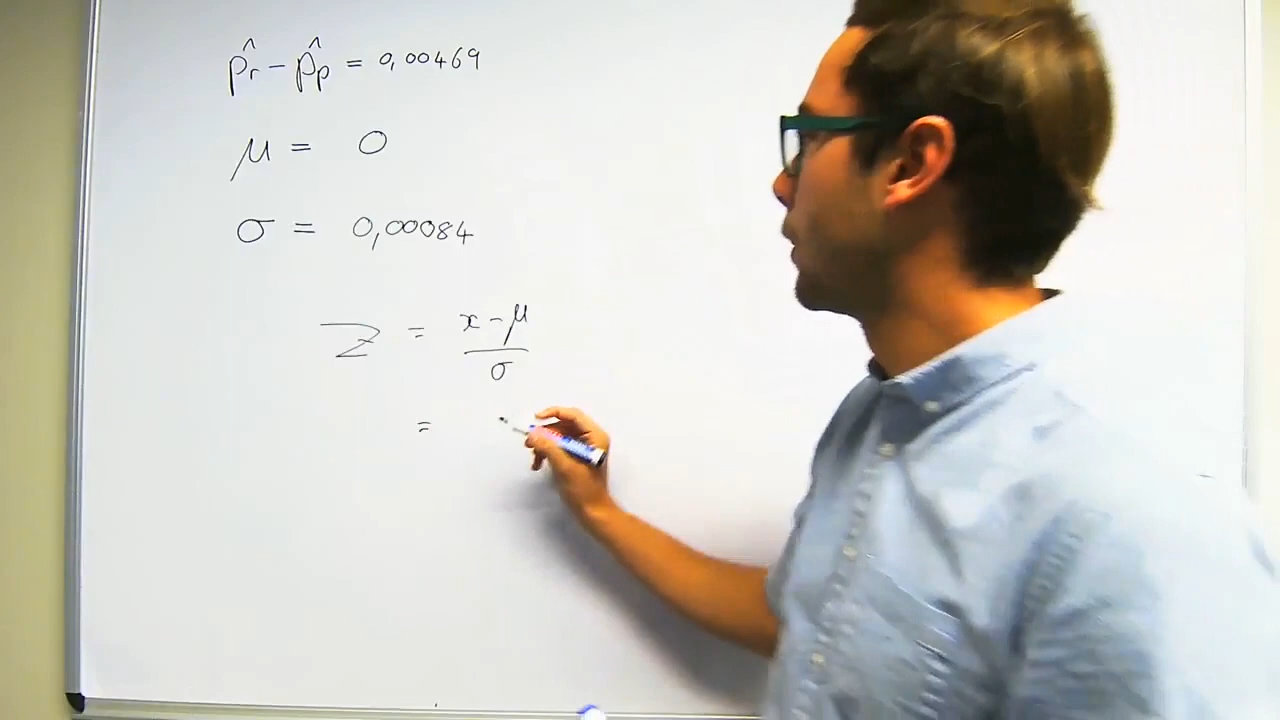 p̂r - p̂p = 0,00469
μ = 0
σ = 0,00084
Z = x-μ / σ
=